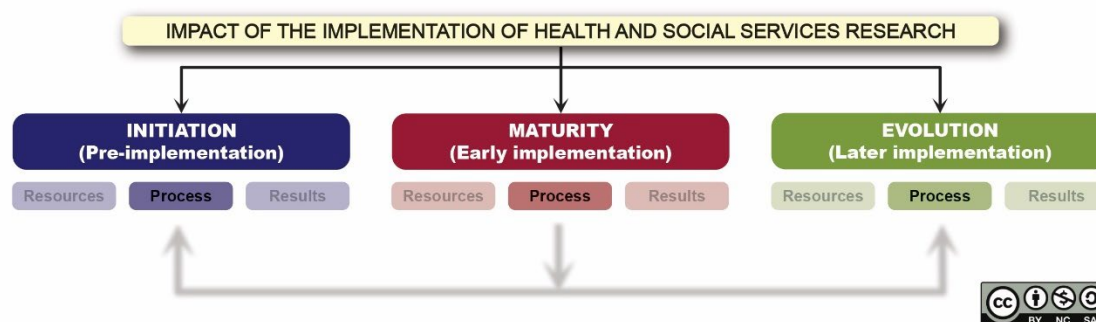 IMPACT OF THE IMPLEMENTATION OF HEALTH AND SOCIAL SERVICES RESEARCH
INITIATION
(Pre-implementation)
MATURITY
(Early implementation)
EVOLUTION
(Later implementation)
Resources Process Results
Resources Process Results
Resources Process Results
cc
BY NC SA